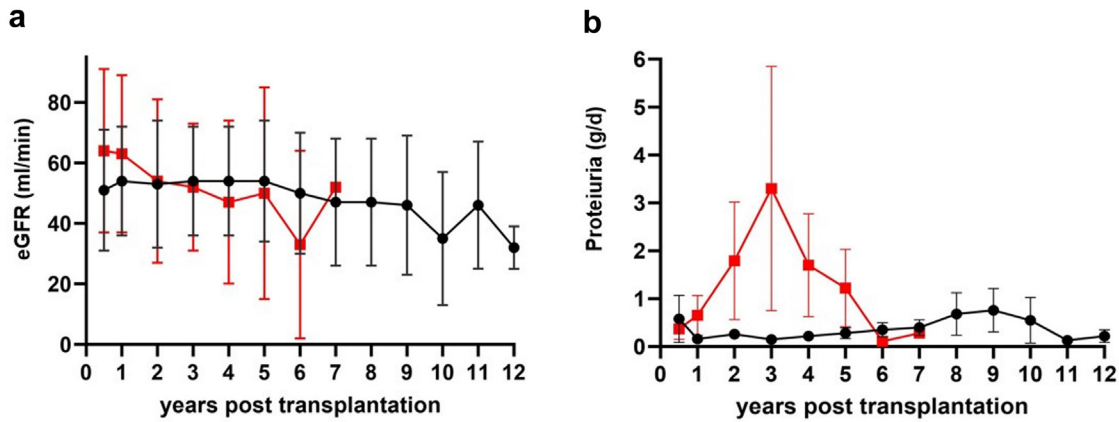 a
eGFR (ml/min)
80
60
40
20
0
0 1 2 3 4 5 6 7 8 9 10 11 12
years post transplantation
b
Proteiuria (g/d)
6
5
4
3
2
1
0
0 1 2 3 4 5 6 7 8 9 10 11 12
years post transplantation